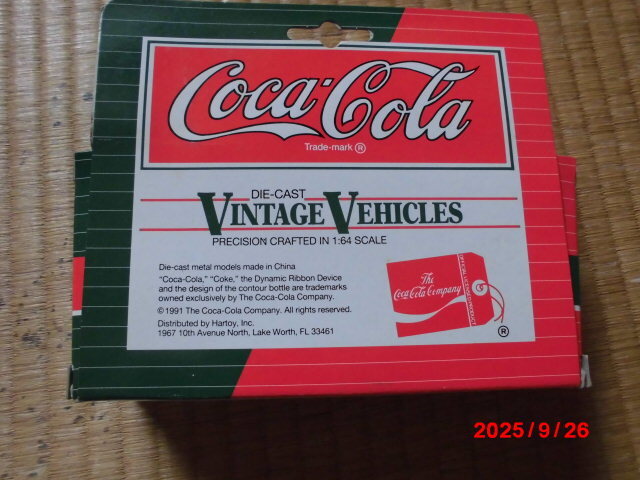 Coca-Cola
Trade-mark ®
DIE-CAST
VINTAGE VEHICLES
PRECISION CRAFTED IN 1:64 SCALE
Die-cast metal models made in China
"Coca-Cola," "Coke," the Dynamic Ribbon Device
and the design of the contour bottle are trademarks
owned exclusively by The Coca-Cola Company.
© 1991 The Coca-Cola Company. All rights reserved.
Distributed by Hartoy, Inc.
1967 10th Avenue North, Lake Worth, FL 33461
The
Coca-Cola Company
OFFICIAL LICENSED PRODUCT
®
2025/9/26